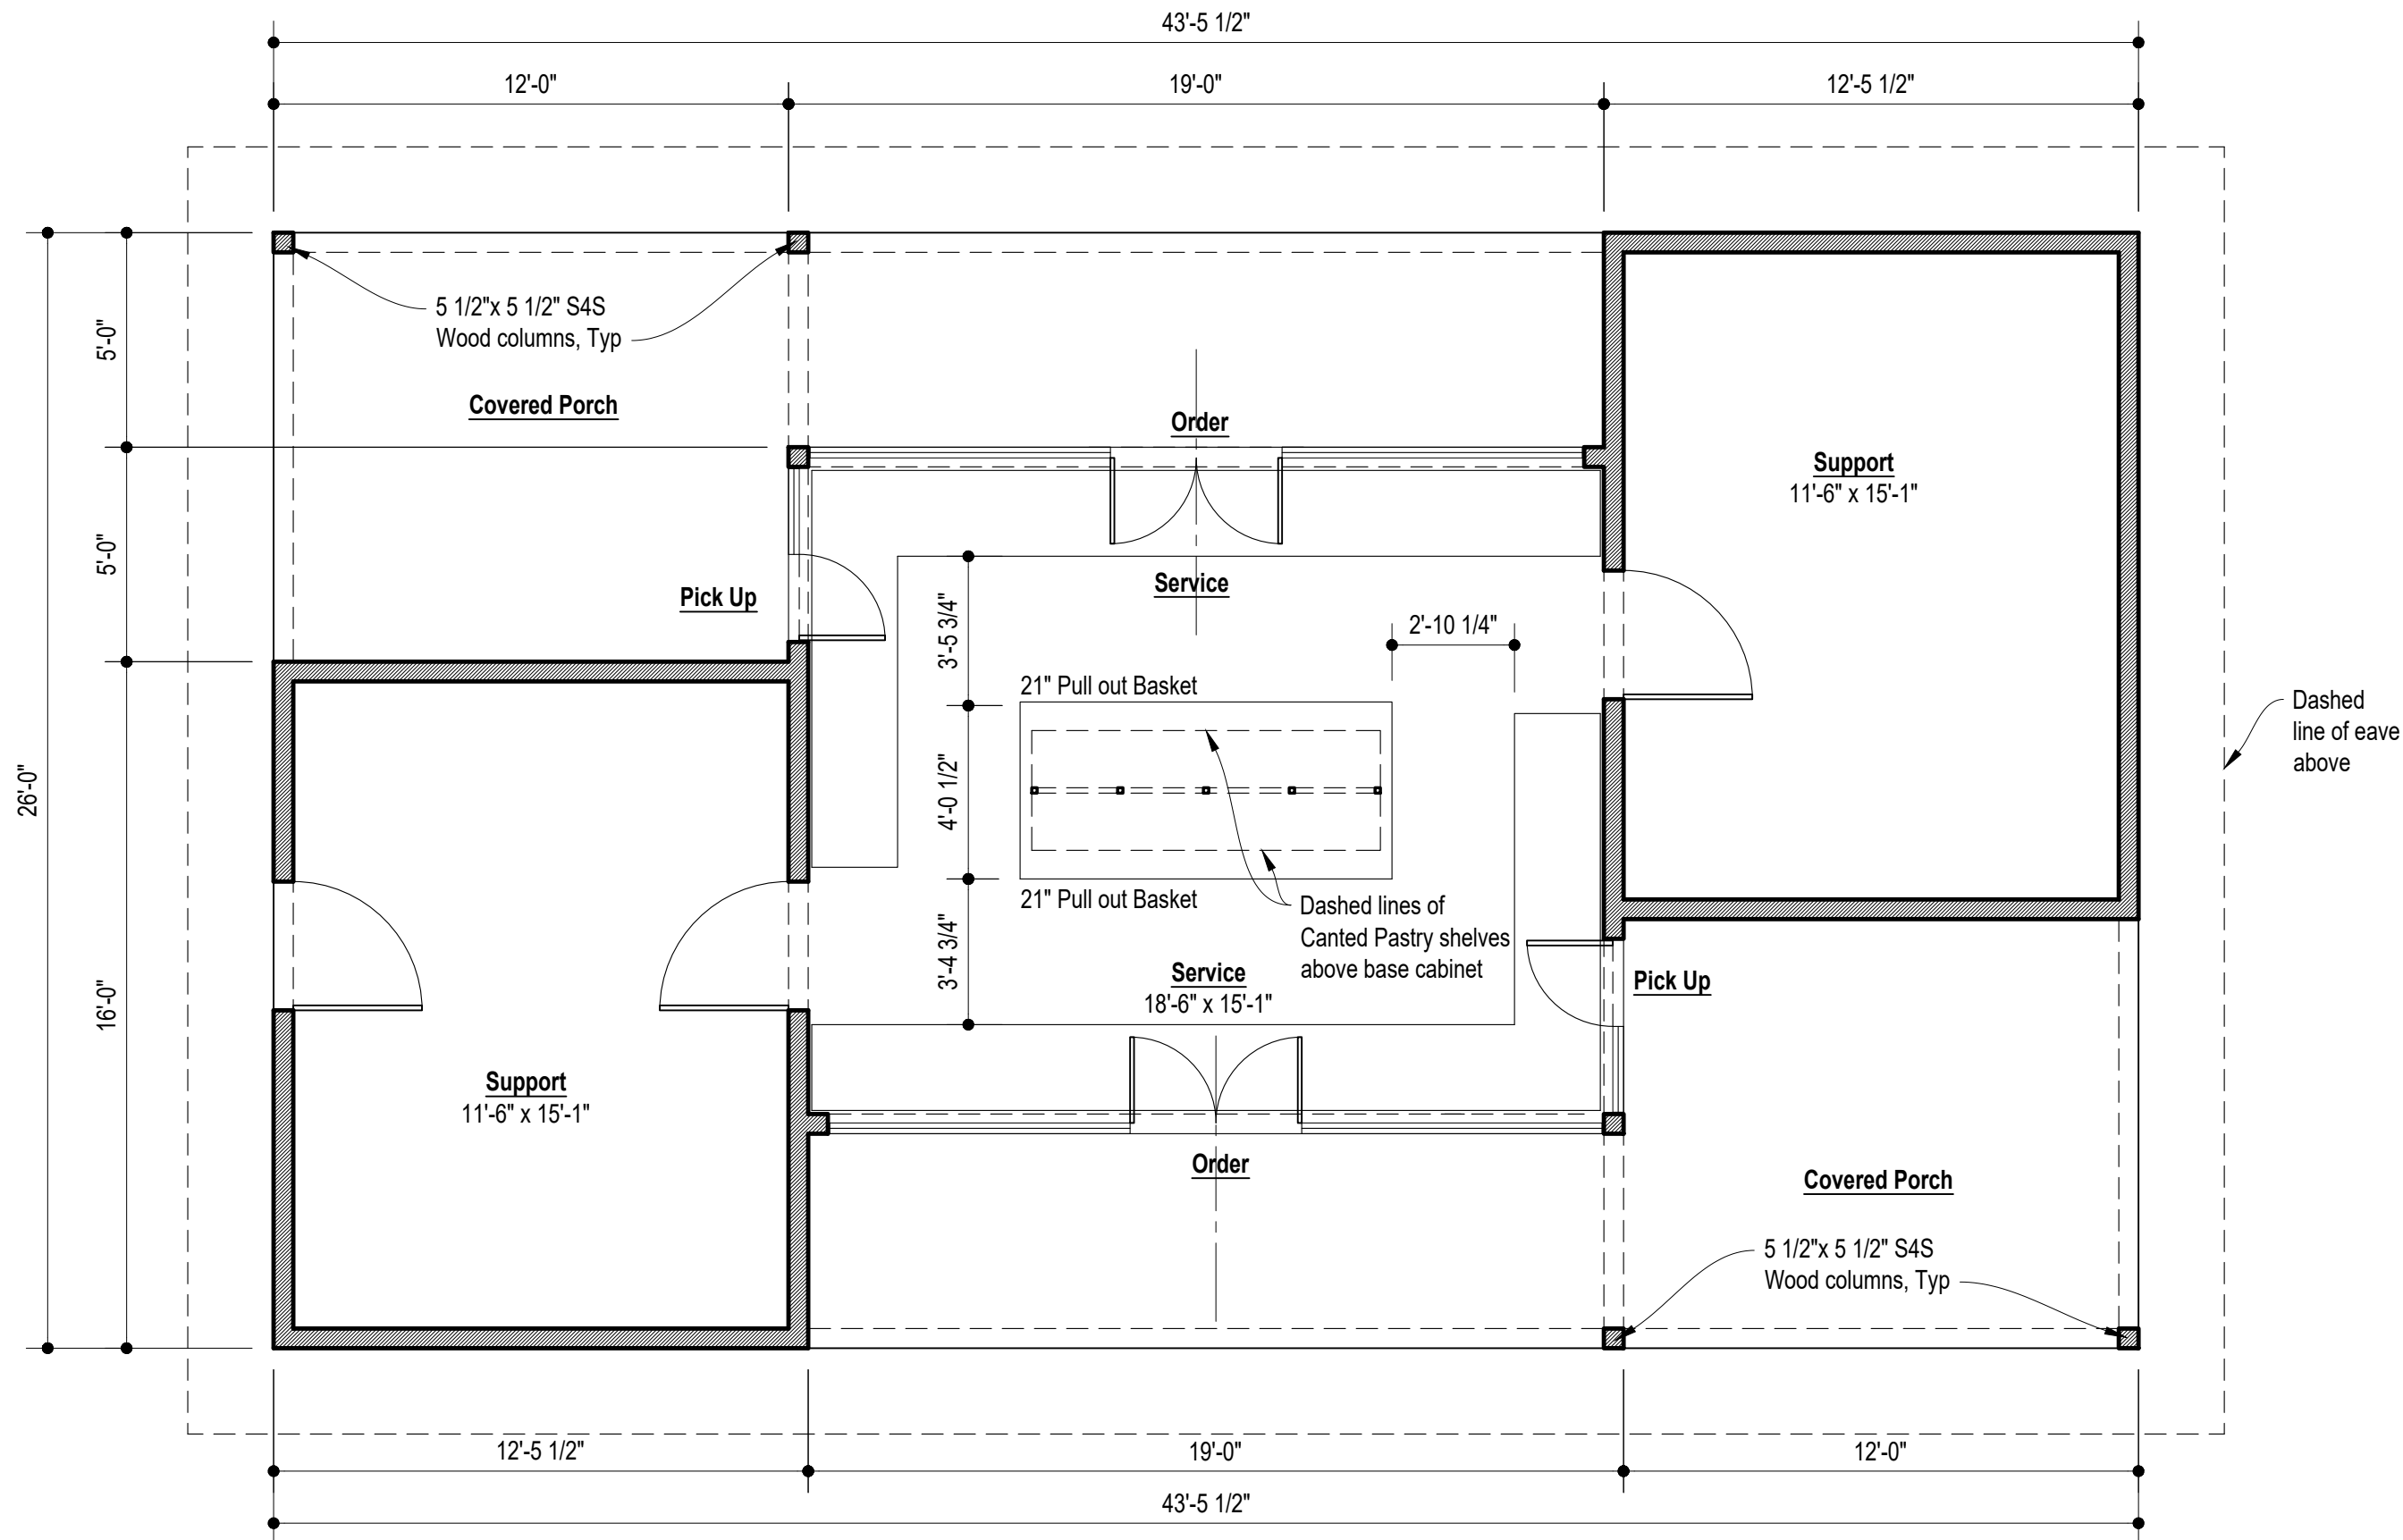 43'-5 1/2"
12'-0"
19'-0"
12'-5 1/2"
5 1/2"x 5 1/2" S4S
Wood columns, Typ
5'-0"
Covered Porch
Order
Support
11'-6" x 15'-1"
5'-0"
Pick Up
Service
3'-5 3/4"
2'-10 1/4"
21" Pull out Basket
Dashed
line of eave
above
26'-0"
4'-0 1/2"
21" Pull out Basket
Dashed lines of
Canted Pastry shelves
above base cabinet
16'-0"
3'-4 3/4"
Service
18'-6" x 15'-1"
Pick Up
Support
11'-6" x 15'-1"
Order
Covered Porch
5 1/2"x 5 1/2" S4S
Wood columns, Typ
12'-5 1/2"
19'-0"
12'-0"
43'-5 1/2"